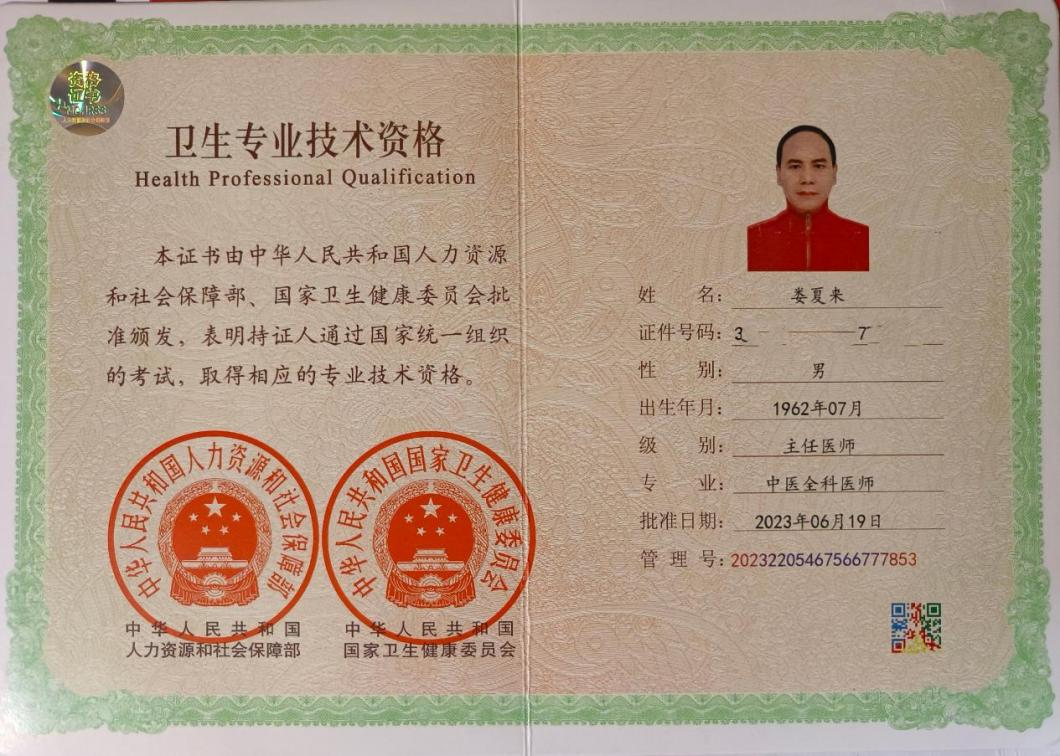 资格
证书
卫生专业技术资格
Health Professional Qualification
本证书由中华人民共和国人力资源
和社会保障部、国家卫生健康委员会批
准颁发，表明持证人通过国家统一组织
的考试，取得相应的专业技术资格。
中华人民共和国人力资源和社会保障部
中华人民共和国国家卫生健康委员会
中华人民共和国
人力资源和社会保障部
中华人民共和国
国家卫生健康委员会
姓 名：娄夏来
证件号码：3 7
性 别：男
出生年月：1962年07月
级 别：主任医师
专 业：中医全科医师
批准日期：2023年06月19日
管 理 号：20232205467566777853